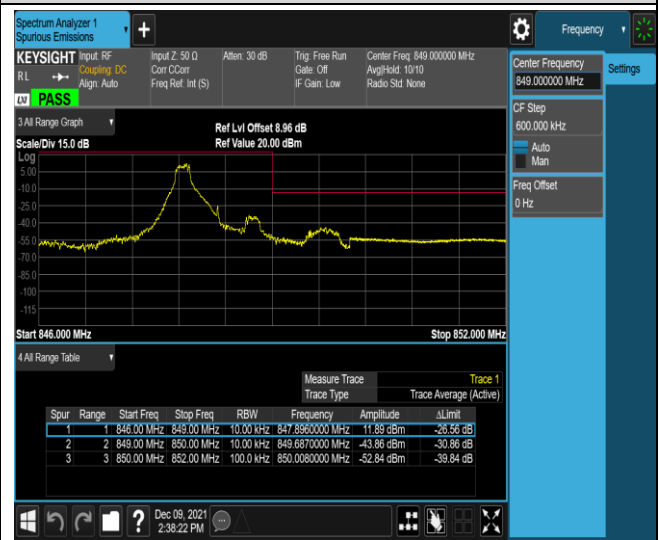 Spectrum Analyzer 1
Spurious Emissions
+
Frequency
KEYSIGHT
RL
Input: RF
Coupling: DC
Align: Auto
Input Z: 50 Ω
Corr CCorr
Freq Ref: Int (S)
Atten: 30 dB
Trig: Free Run
Gate: Off
IF Gain: Low
Center Freq: 849.000000 MHz
Avg|Hold: 10/10
Radio Std: None
LXI PASS
Center Frequency
849.000000 MHz
Settings
CF Step
600.000 kHz
Auto
Man
Freq Offset
0 Hz
3 All Range Graph
Scale/Div 15.0 dB
Ref Lvl Offset 8.96 dB
Ref Value 20.00 dBm
Log
5.00
-10.0
-25.0
-40.0
-55.0
-70.0
-85.0
-100
-115
Start 846.000 MHz Stop 852.000 MHz
4 All Range Table
Measure Trace Trace 1
Trace Type Trace Average (Active)
Spur Range Start Freq Stop Freq RBW Frequency Amplitude ΔLimit
1 1 846.00 MHz 849.00 MHz 10.00 kHz 847.8960000 MHz 11.89 dBm -26.56 dB
2 2 849.00 MHz 850.00 MHz 10.00 kHz 849.6870000 MHz -43.86 dBm -30.86 dB
3 3 850.00 MHz 852.00 MHz 100.0 kHz 850.0080000 MHz -52.84 dBm -39.84 dB
?
Dec 09, 2021
2:38:22 PM